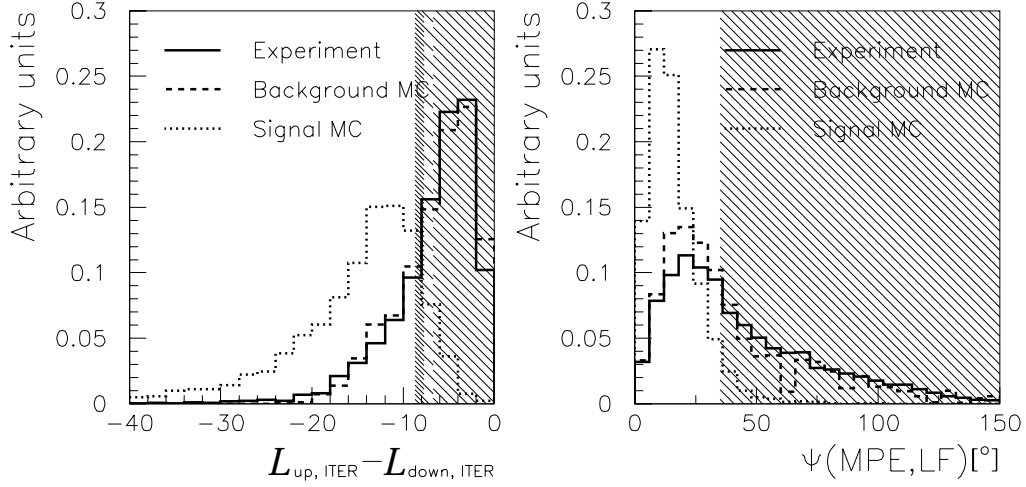 Arbitrary units
0.3
0.25
0.2
0.15
0.1
0.05
0
Experiment
Background MC
Signal MC
−40 −30 −20 −10 0
L up, ITER − L down, ITER
Arbitrary units
0.3
0.25
0.2
0.15
0.1
0.05
0
Experiment
Background MC
Signal MC
0 50 100 150
Ψ(MPE,LF)[°]